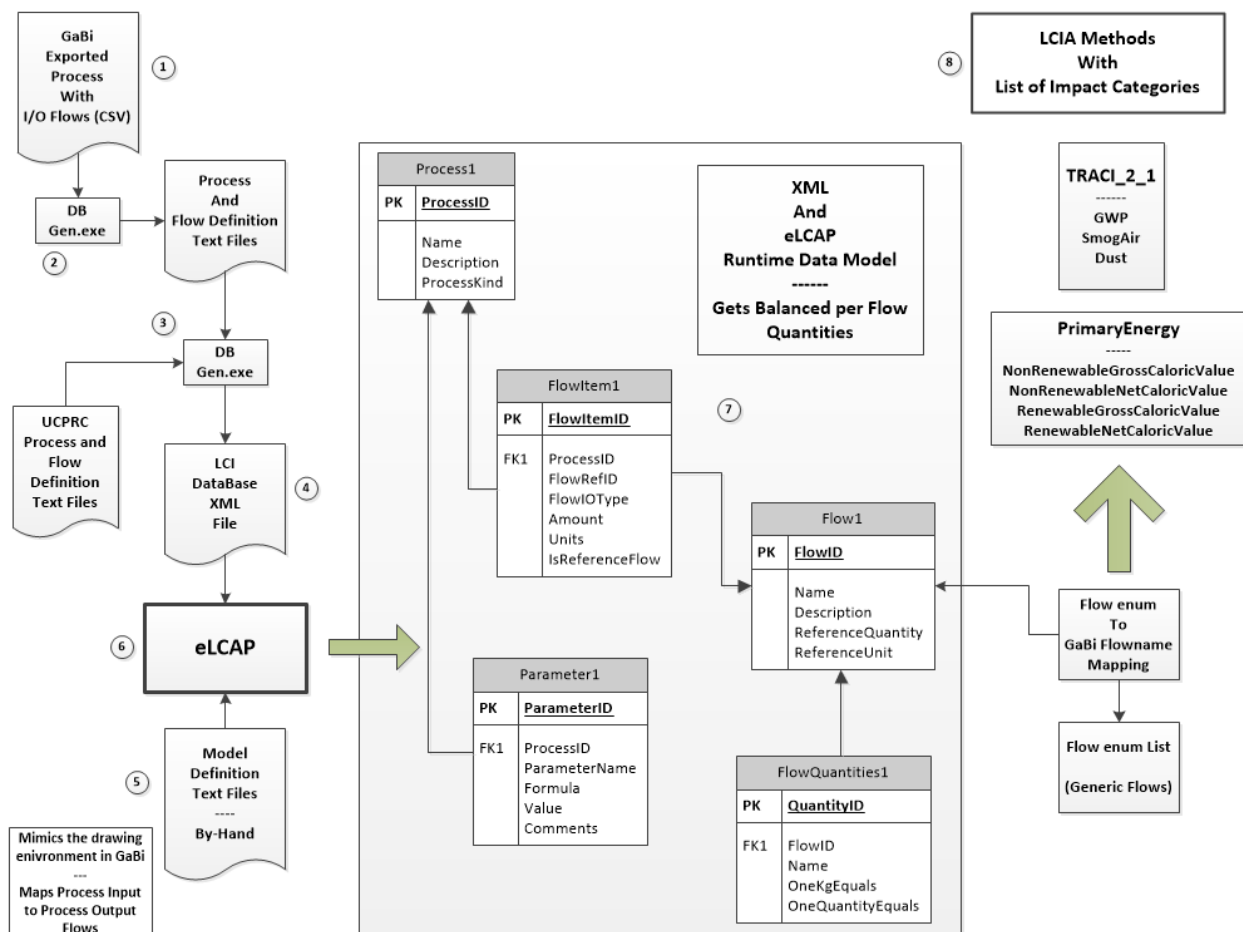 GaBi
Exported
Process
With
I/O Flows (CSV)
1
DB
Gen.exe
2
Process
And
Flow Definition
Text Files
3
DB
Gen.exe
UCPRC
Process and
Flow
Definition
Text Files
LCI
DataBase
XML
File
4
6
eLCAP
5
Model
Definition
Text Files
----
By-Hand
Mimics the drawing
enivronment in GaBi
---
Maps Process Input
to Process Output
Flows
Process1
PK ProcessID
Name
Description
ProcessKind
XML
And
eLCAP
Runtime Data Model
------
Gets Balanced per Flow
Quantities
FlowItem1
PK FlowItemID
FK1 ProcessID
FlowRefID
FlowIOType
Amount
Units
IsReferenceFlow
7
Flow1
PK FlowID
Name
Description
ReferenceQuantity
ReferenceUnit
Parameter1
PK ParameterID
FK1 ProcessID
ParameterName
Formula
Value
Comments
FlowQuantities1
PK QuantityID
FK1 FlowID
Name
OneKgEquals
OneQuantityEquals
8
LCIA Methods
With
List of Impact Categories
TRACI_2_1
------
GWP
SmogAir
Dust
PrimaryEnergy
-----
NonRenewableGrossCaloricValue
NonRenewableNetCaloricValue
RenewableGrossCaloricValue
RenewableNetCaloricValue
Flow enum
To
GaBi Flowname
Mapping
Flow enum List
(Generic Flows)